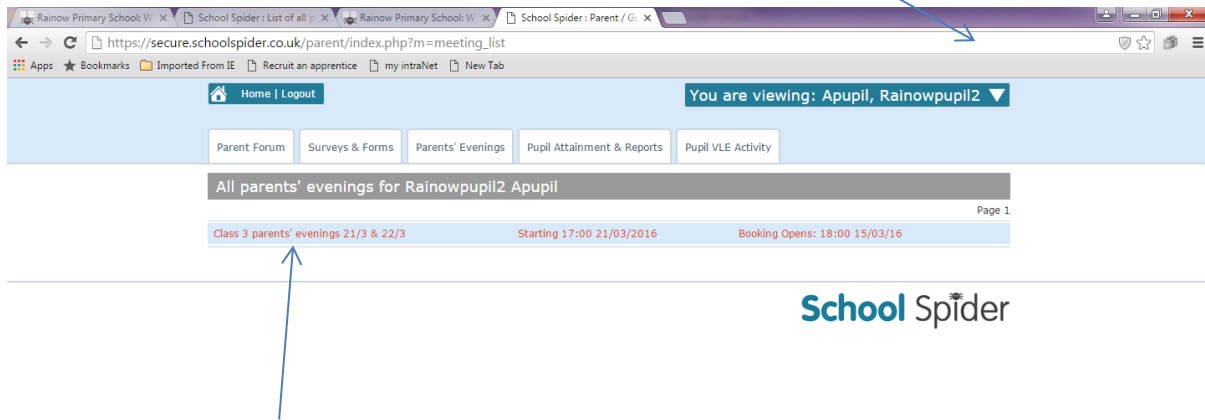 Rainow Primary School: W
School Spider : List of all p
Rainow Primary School: W
School Spider : Parent / Gu
https://secure.schoolspider.co.uk/parent/index.php?m=meeting_list
Apps Bookmarks Imported From IE Recruit an apprentice my intraNet New Tab
Home | Logout
You are viewing: Apupil, Rainowpupil2
Parent Forum Surveys & Forms Parents' Evenings Pupil Attainment & Reports Pupil VLE Activity
All parents' evenings for Rainowpupil2 Apupil
Page 1
Class 3 parents' evenings 21/3 & 22/3 Starting 17:00 21/03/2016 Booking Opens: 18:00 15/03/16
School Spider